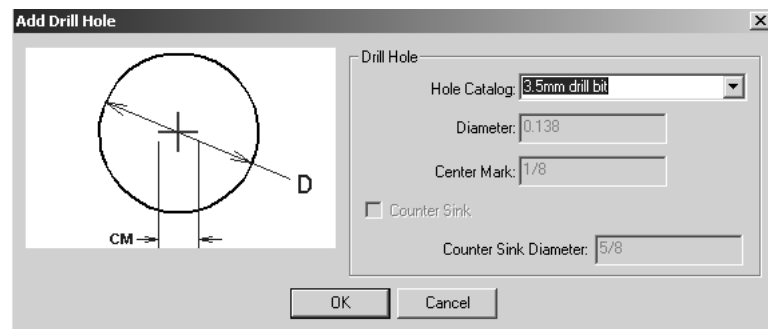 Add Drill Hole
D
CM
Drill Hole
Hole Catalog: 3.5mm drill bit
Diameter: 0.138
Center Mark: 1/8
Counter Sink
Counter Sink Diameter: 5/8
OK Cancel